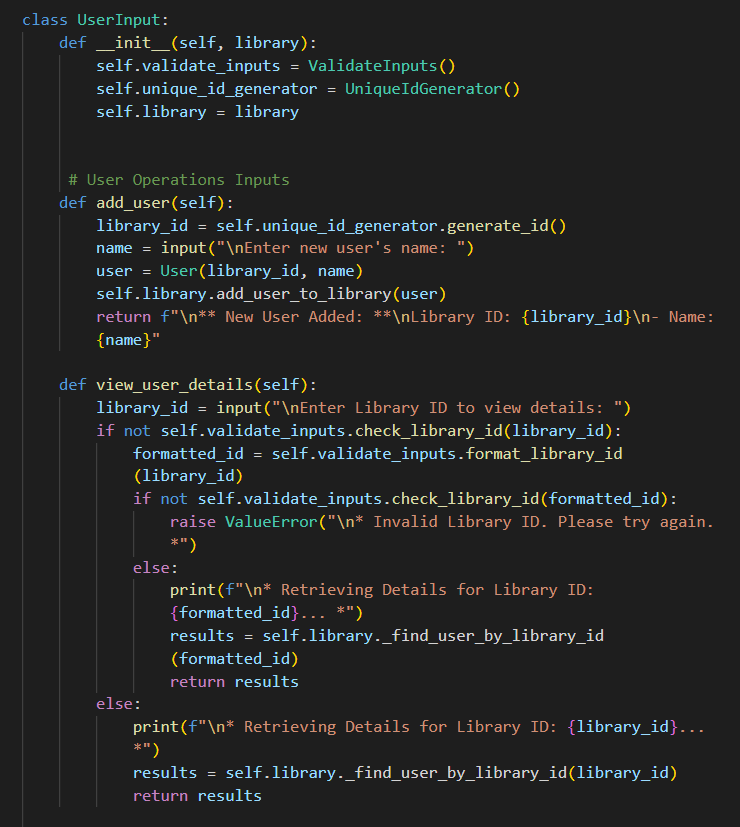 class UserInput:
    def __init__(self, library):
        self.validate_inputs = ValidateInputs()
        self.unique_id_generator = UniqueIdGenerator()
        self.library = library
     # User Operations Inputs
    def add_user(self):
        library_id = self.unique_id_generator.generate_id()
        name = input("\nEnter new user's name: ")
        user = User(library_id, name)
        self.library.add_user_to_library(user)
        return f"\n** New User Added: **\nLibrary ID: {library_id}\n- Name:
        {name}"
    def view_user_details(self):
        library_id = input("\nEnter Library ID to view details: ")
        if not self.validate_inputs.check_library_id(library_id):
            formatted_id = self.validate_inputs.format_library_id
            (library_id)
            if not self.validate_inputs.check_library_id(formatted_id):
                raise ValueError("\n* Invalid Library ID. Please try again.
                *")
            else:
                print(f"\n* Retrieving Details for Library ID:
                {formatted_id}... *")
                results = self.library._find_user_by_library_id
                (formatted_id)
                return results
        else:
            print(f"\n* Retrieving Details for Library ID: {library_id}...
            *")
            results = self.library._find_user_by_library_id(library_id)
            return results